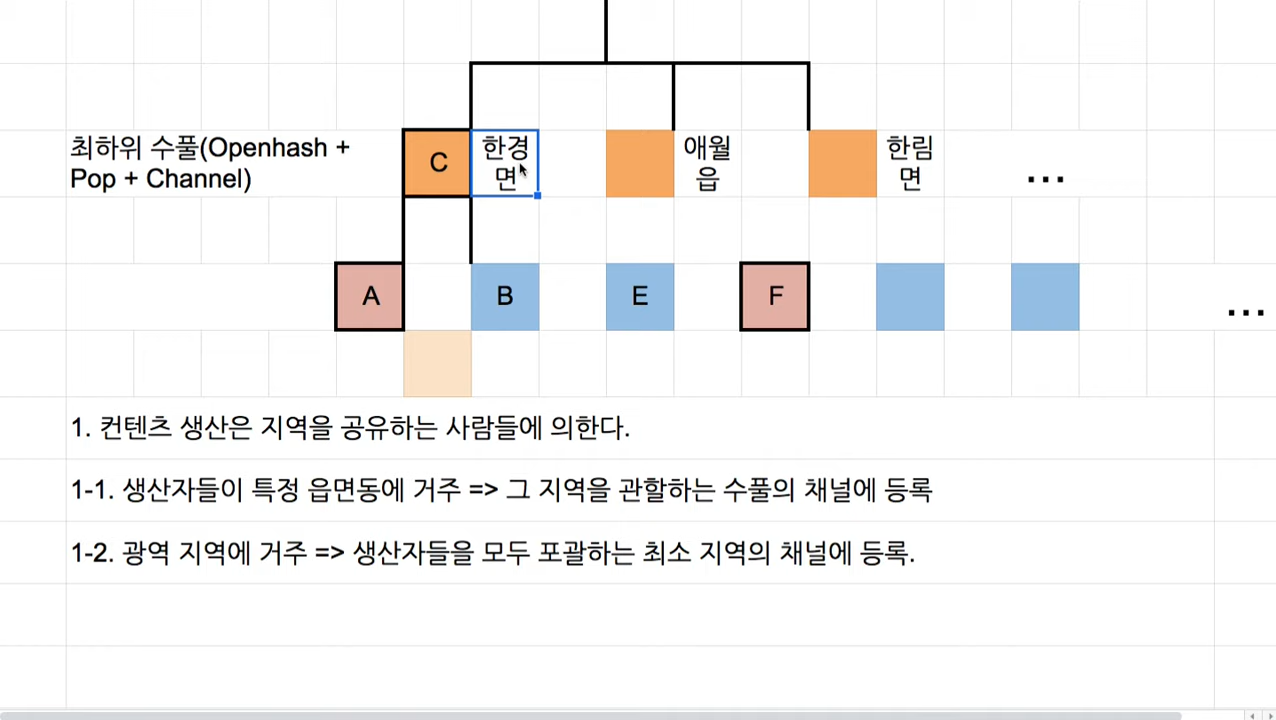 최하위 수풀(Openhash +
Pop + Channel)
C
한경
면
애월
읍
한림
면
...
A
B
E
F
...
1. 컨텐츠 생산은 지역을 공유하는 사람들에 의한다.
1-1. 생산자들이 특정 읍면동에 거주 => 그 지역을 관할하는 수풀의 채널에 등록
1-2. 광역 지역에 거주 => 생산자들을 모두 포괄하는 최소 지역의 채널에 등록.